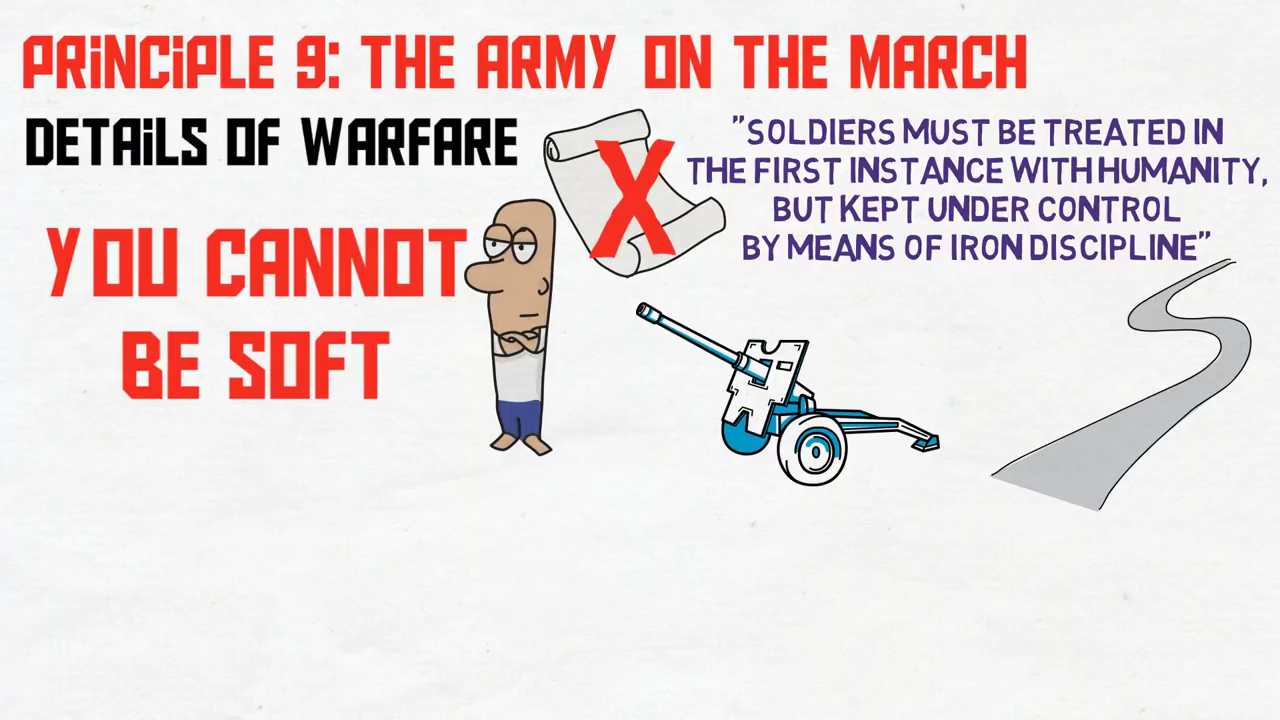 PRINCIPLE 9: THE ARMY ON THE MARCH
DETAILS OF WARFARE
"SOLDIERS MUST BE TREATED IN
THE FIRST INSTANCE WITH HUMANITY,
BUT KEPT UNDER CONTROL
BY MEANS OF IRON DISCIPLINE"
YOU CANNOT
BE SOFT
X